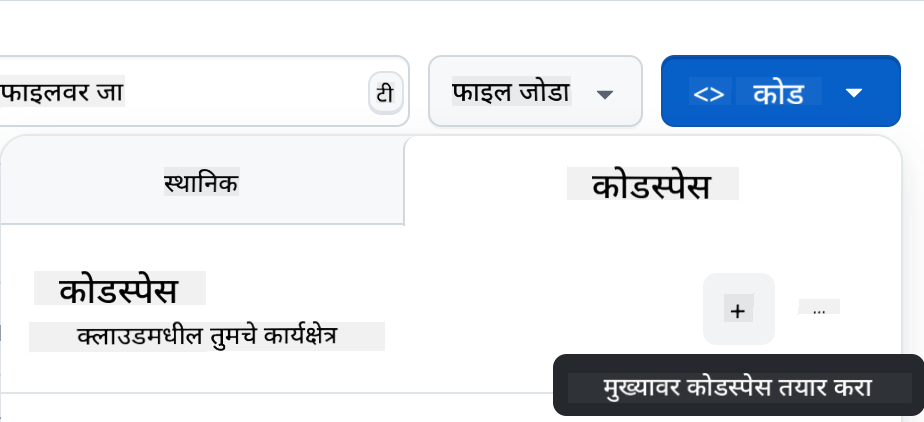 फाइलवर जा
टी
फाइल जोडा
<> कोड
स्थानिक
कोडस्पेस
कोडस्पेस
क्लाउडमधील तुमचे कार्यक्षेत्र
+
...
मुख्यावर कोडस्पेस तयार करा